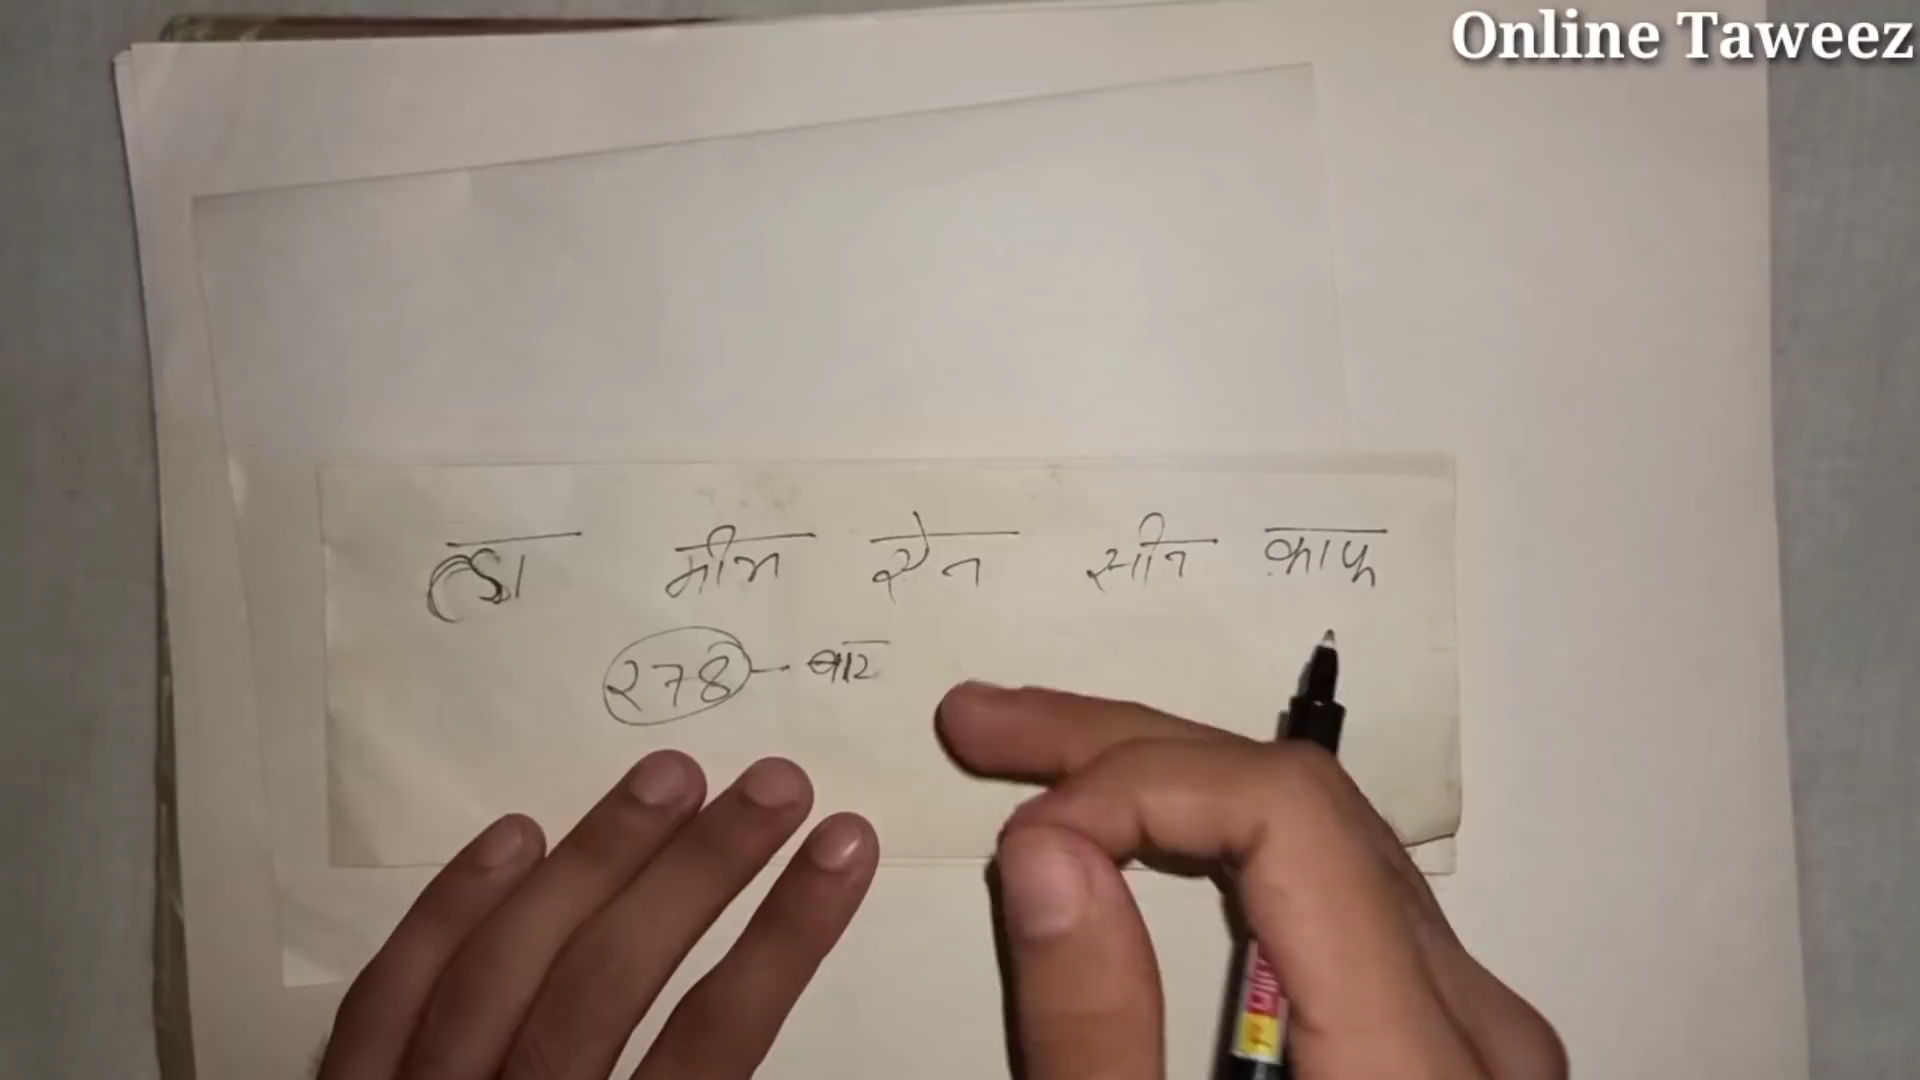 Online Taweez
हा मीम ऐन सीन क़ाफ
278 - बार